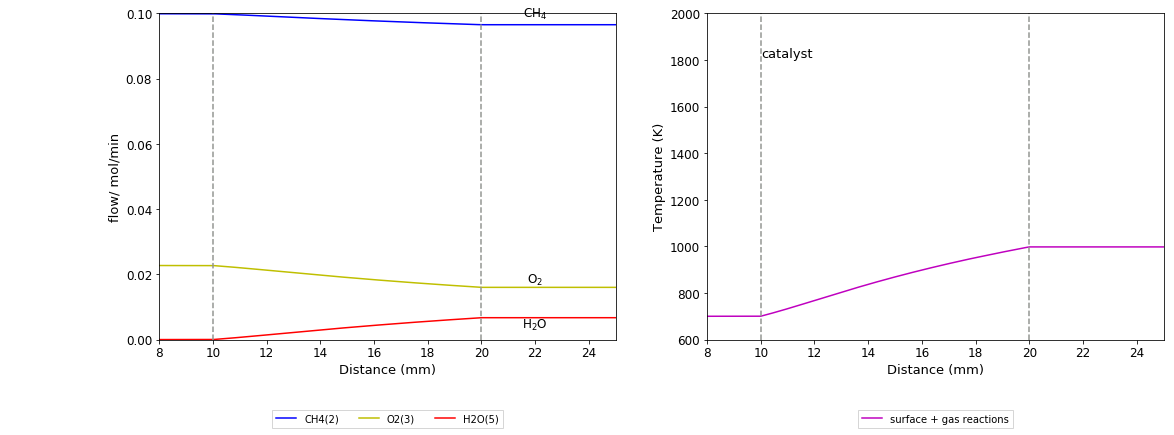 0.10
0.08
0.06
0.04
0.02
0.00
flow/ mol/min
CH₄
O₂
H₂O
8 10 12 14 16 18 20 22 24
Distance (mm)
CH4(2) O2(3) H2O(5)
2000
1800
1600
1400
1200
1000
800
600
Temperature (K)
catalyst
8 10 12 14 16 18 20 22 24
Distance (mm)
surface + gas reactions